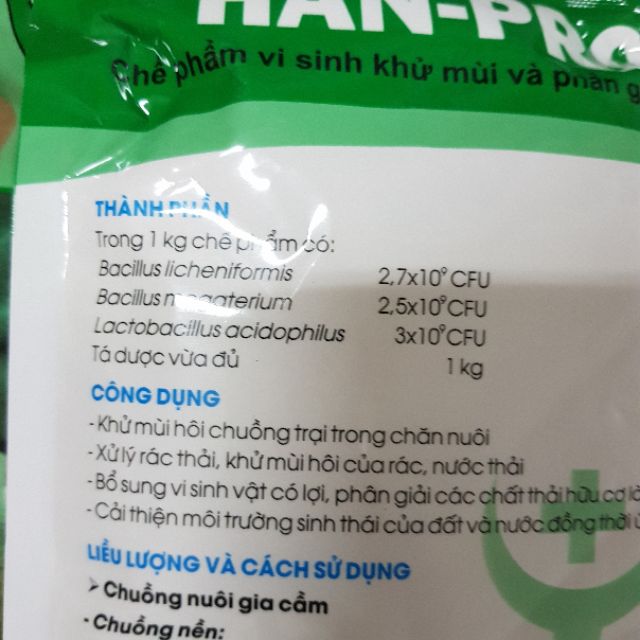 HAN-PRO
Chế phẩm vi sinh khử mùi và phân g
THÀNH PHẦN
Trong 1 kg chế phẩm có:
Bacillus licheniformis 2,7x10⁹ CFU
Bacillus megaterium 2,5x10⁹ CFU
Lactobacillus acidophilus 3x10⁹ CFU
Tá dược vừa đủ 1 kg
CÔNG DỤNG
- Khử mùi hôi chuồng trại trong chăn nuôi
- Xử lý rác thải, khử mùi hôi của rác, nước thải
- Bổ sung vi sinh vật có lợi, phân giải các chất thải hữu cơ
- Cải thiện môi trường sinh thái của đất và nước đồng thời
LIỀU LƯỢNG VÀ CÁCH SỬ DỤNG
➤ Chuồng nuôi gia cầm
• Chuồng nền: